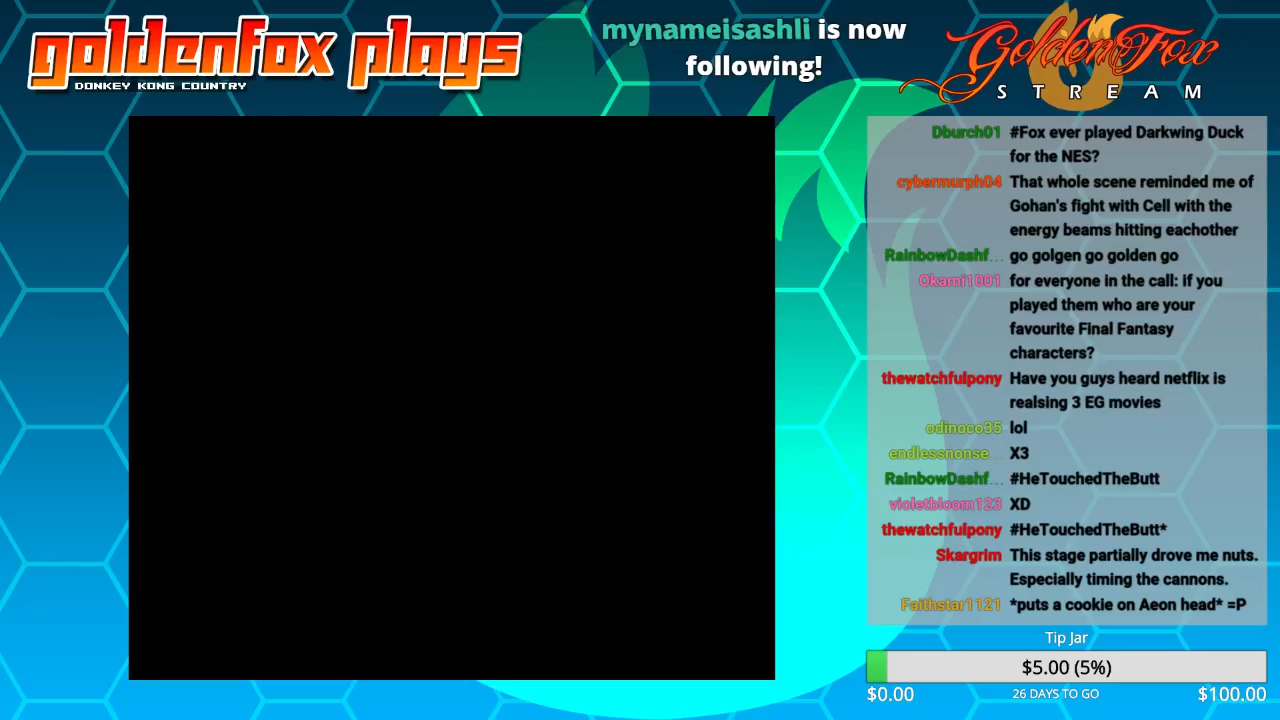 goldenfox plays
DONKEY KONG COUNTRY
mynameisashli is now
following!
GoldenFox
STREAM
Dburch01 #Fox ever played Darkwing Duck
for the NES?
cybermurph04 That whole scene reminded me of
Gohan's fight with Cell with the
energy beams hitting eachother
RainbowDashf... go golgen go golden go
Okami1001 for everyone in the call: if you
played them who are your
favourite Final Fantasy
characters?
thewatchfulpony Have you guys heard netflix is
realsing 3 EG movies
odinoco35 lol
endlessnonse... X3
RainbowDashf... #HeTouchedTheButt
violetbloom123 XD
thewatchfulpony #HeTouchedTheButt*
Skargrim This stage partially drove me nuts.
Especially timing the cannons.
Faithstar1121 *puts a cookie on Aeon head* =P
Tip Jar
$5.00 (5%)
$0.00 26 DAYS TO GO $100.00